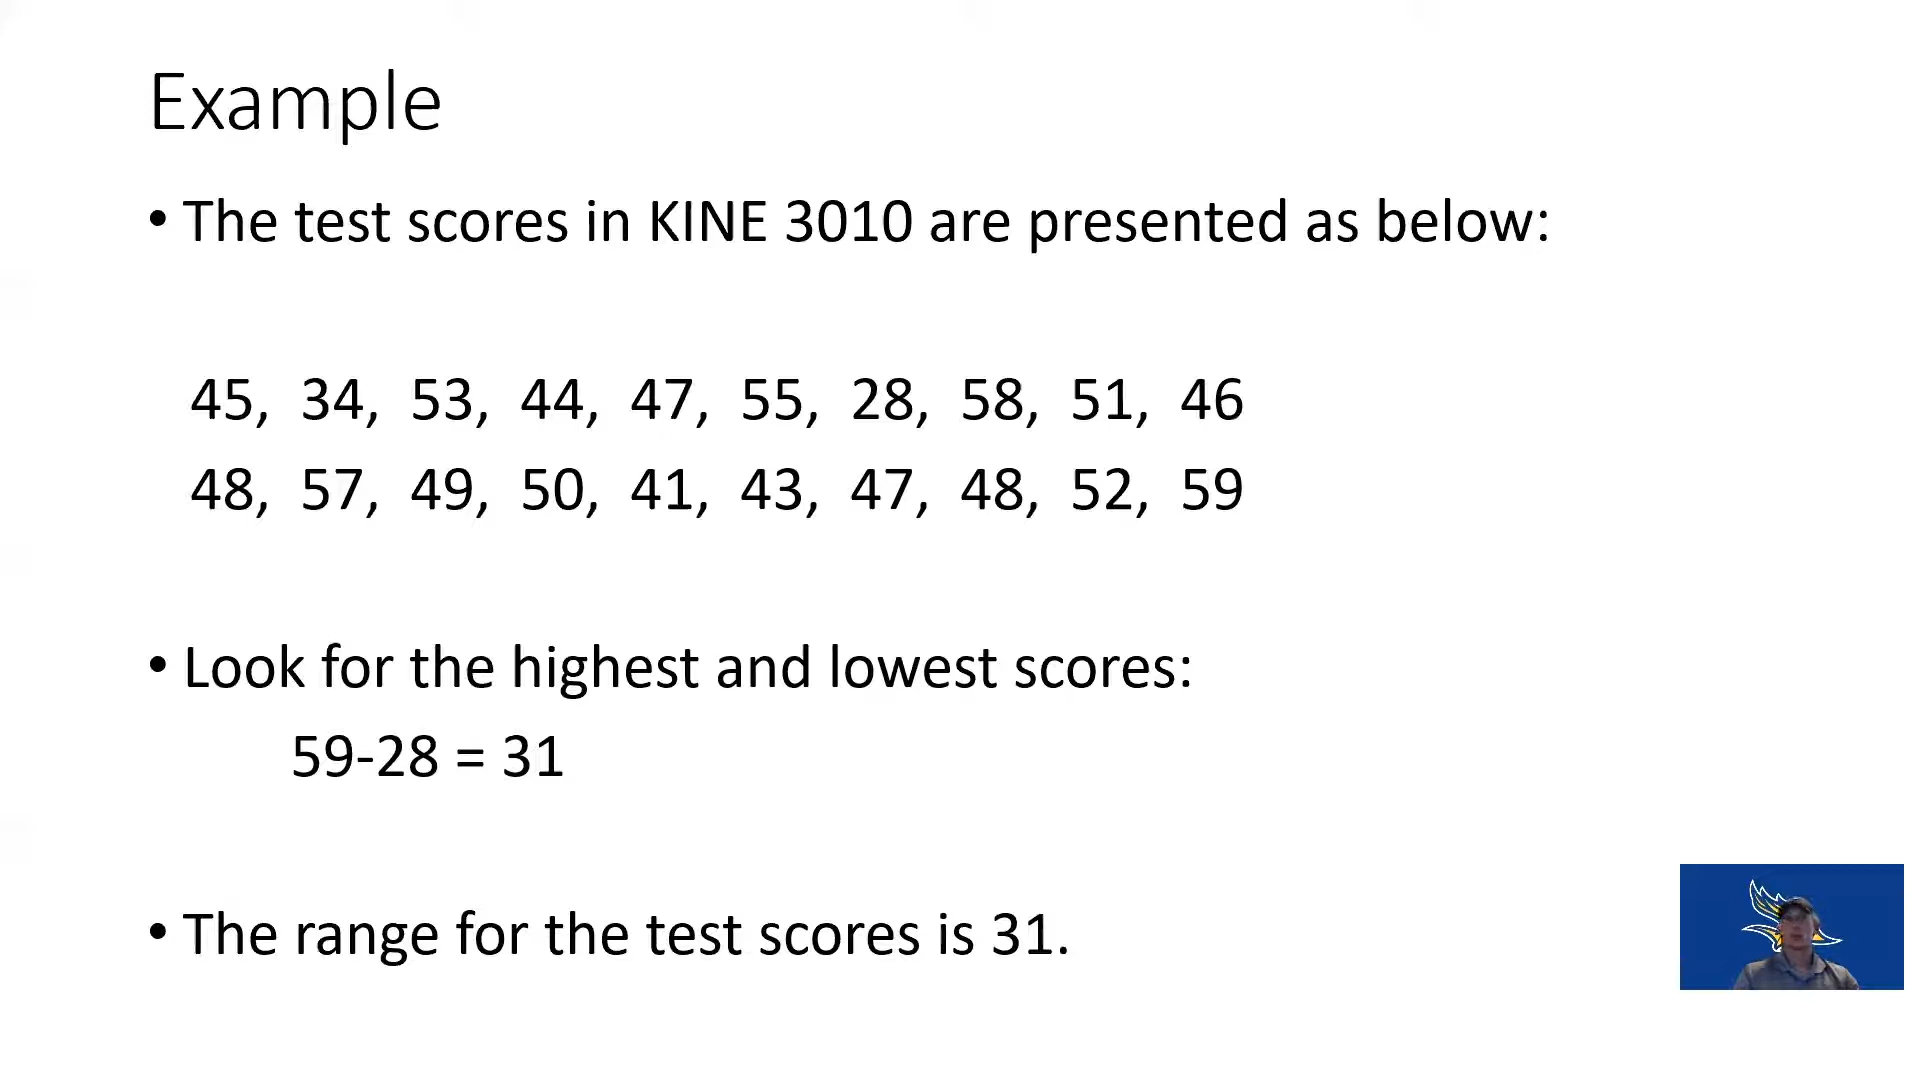 Example
• The test scores in KINE 3010 are presented as below:
45, 34, 53, 44, 47, 55, 28, 58, 51, 46
48, 57, 49, 50, 41, 43, 47, 48, 52, 59
• Look for the highest and lowest scores:
59-28 = 31
• The range for the test scores is 31.